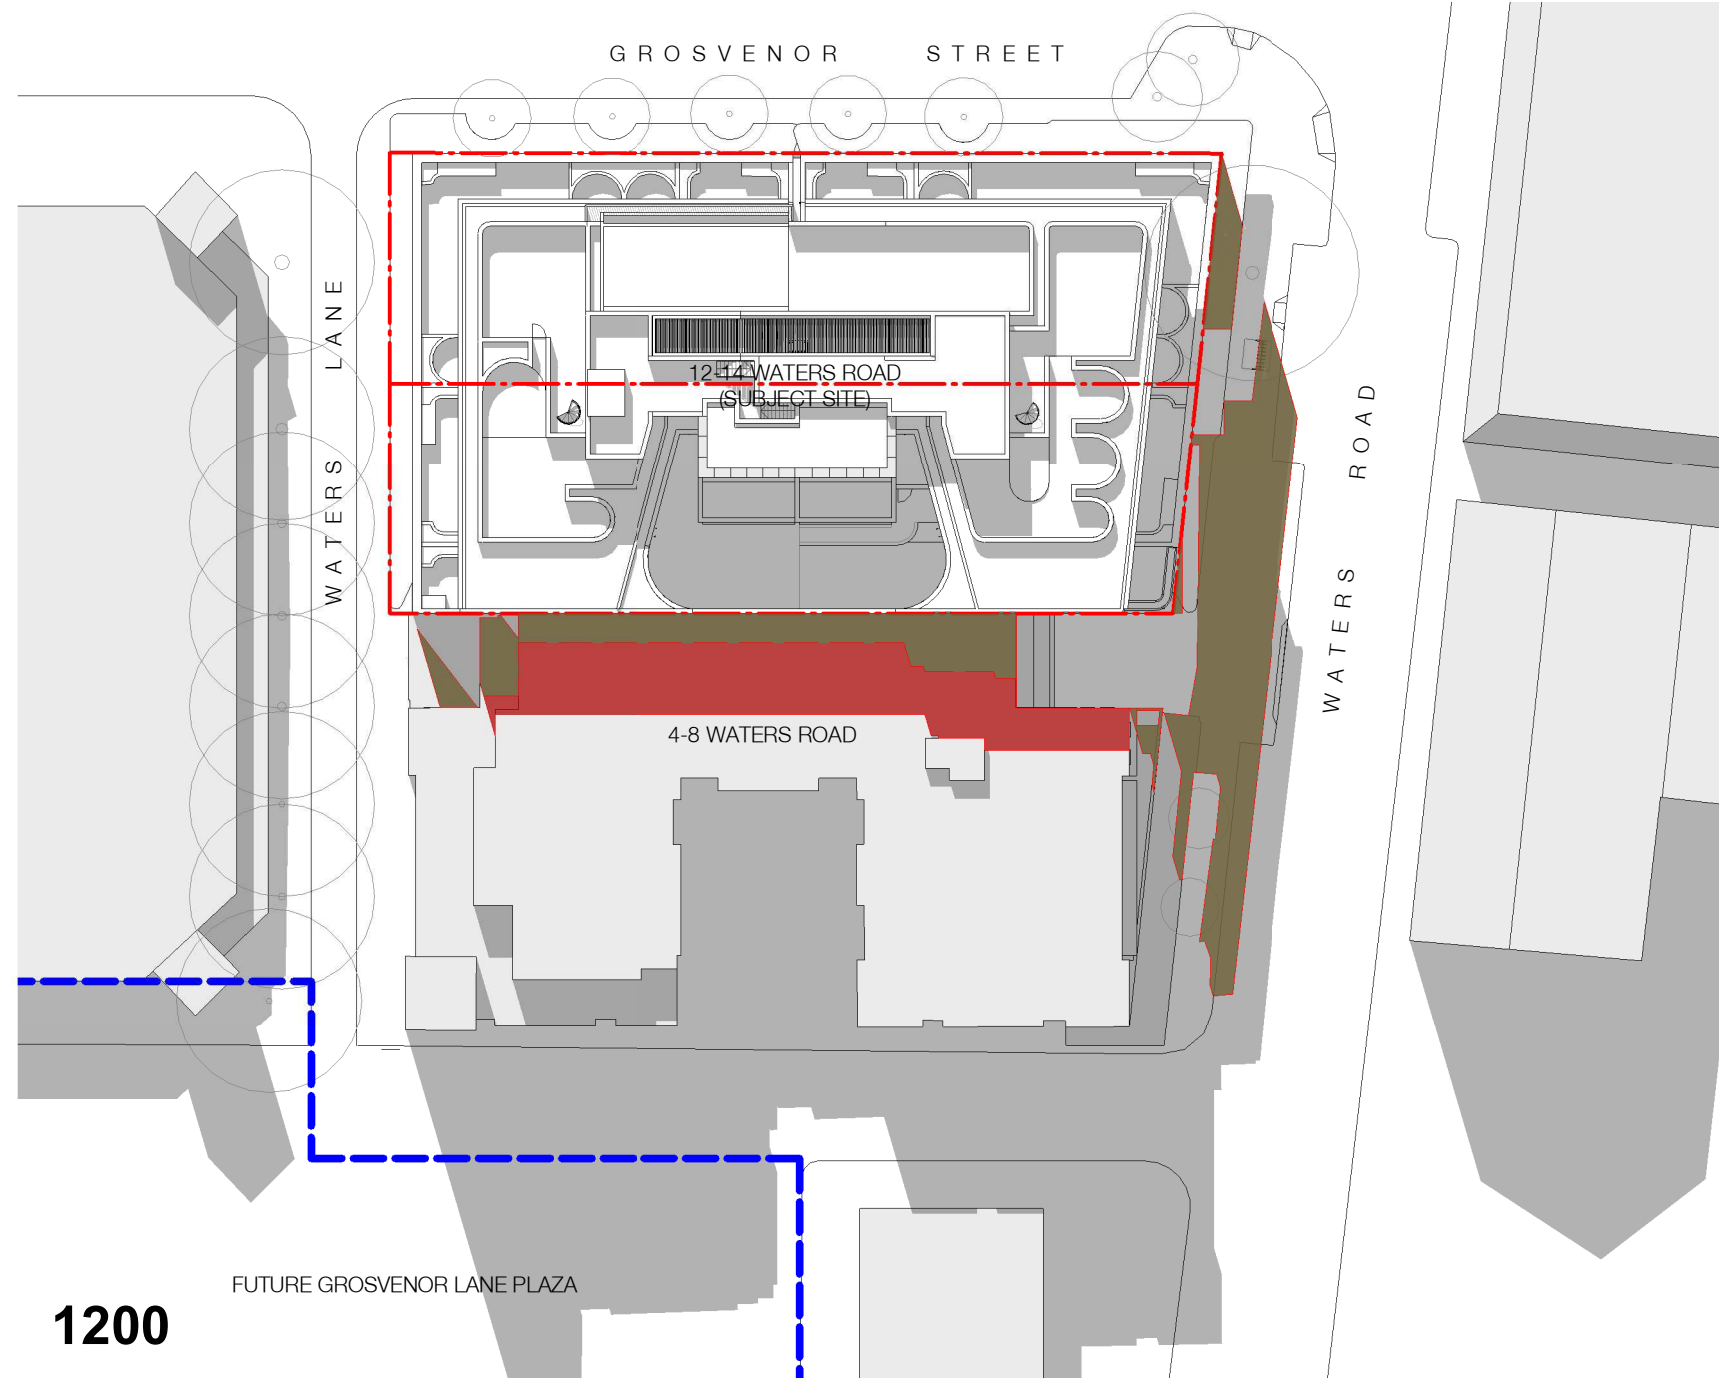 GROSVENOR STREET
WATERS LANE
12-14 WATERS ROAD
(SUBJECT SITE)
WATERS ROAD
4-8 WATERS ROAD
FUTURE GROSVENOR LANE PLAZA
1200